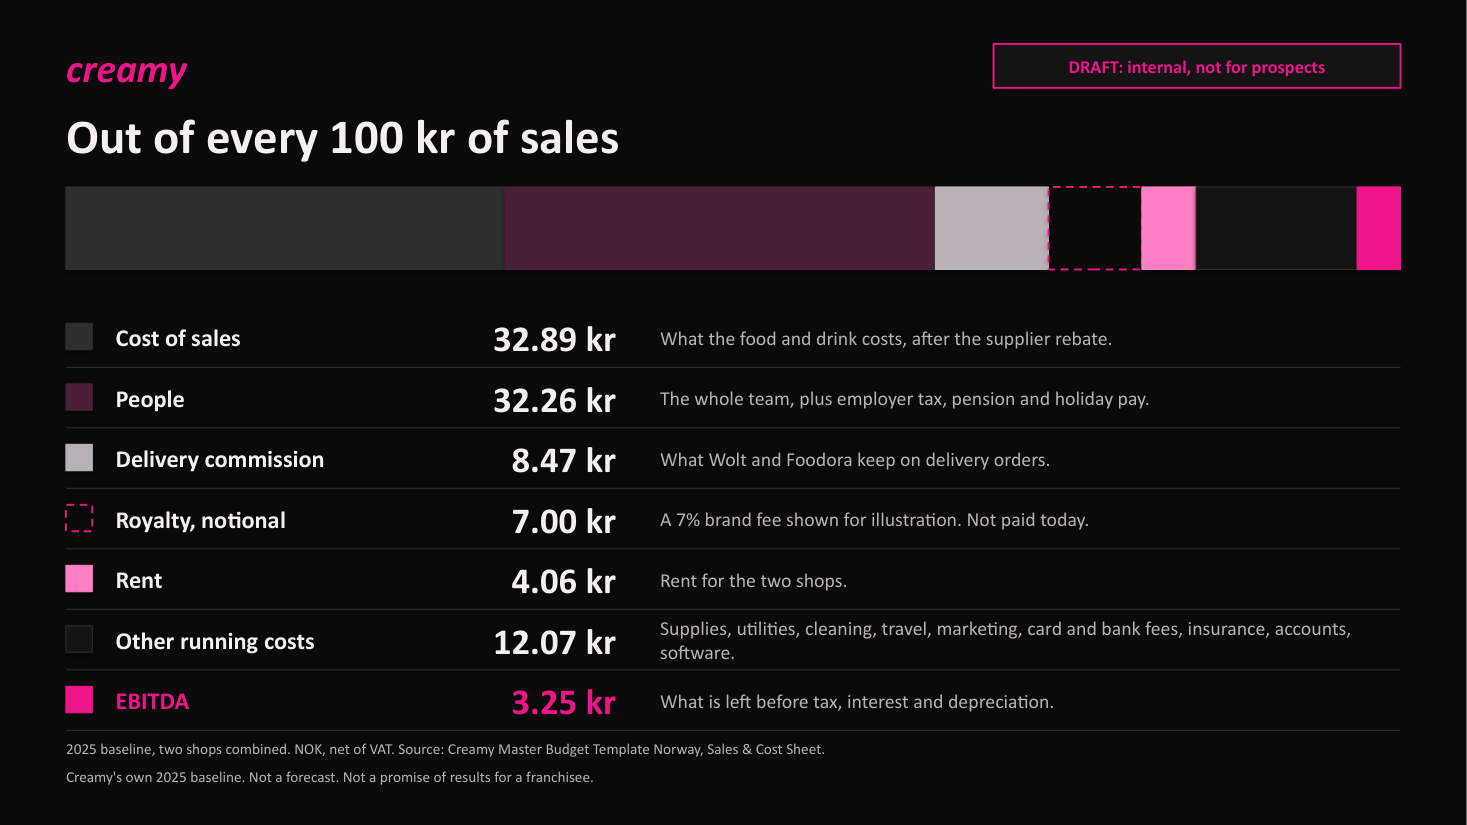 creamy
DRAFT: internal, not for prospects
Out of every 100 kr of sales
Cost of sales 32.89 kr What the food and drink costs, after the supplier rebate.
People 32.26 kr The whole team, plus employer tax, pension and holiday pay.
Delivery commission 8.47 kr What Wolt and Foodora keep on delivery orders.
Royalty, notional 7.00 kr A 7% brand fee shown for illustration. Not paid today.
Rent 4.06 kr Rent for the two shops.
Other running costs 12.07 kr Supplies, utilities, cleaning, travel, marketing, card and bank fees, insurance, accounts,
software.
EBITDA 3.25 kr What is left before tax, interest and depreciation.
2025 baseline, two shops combined. NOK, net of VAT. Source: Creamy Master Budget Template Norway, Sales & Cost Sheet.
Creamy's own 2025 baseline. Not a forecast. Not a promise of results for a franchisee.